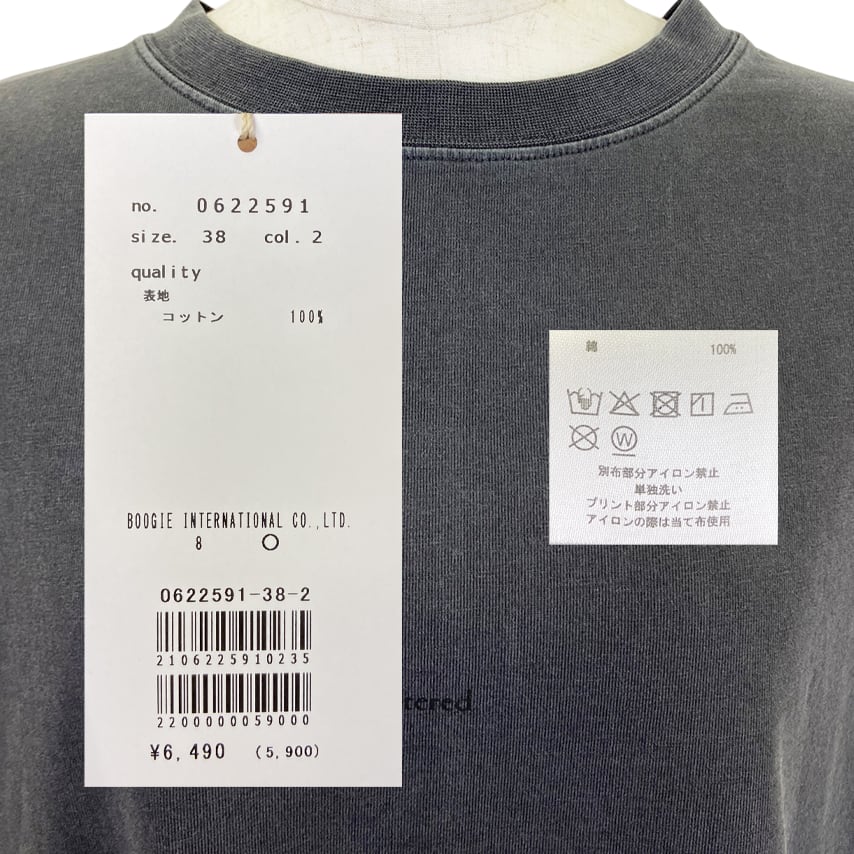 no. 0622591
size. 38 col. 2
quality
表地
コットン 100%
BOOGIE INTERNATIONAL CO.,LTD.
8 ○
0622591-38-2
2106225910235
2200000059000
¥6,490 (5,900)
綿 100%
W
別布部分アイロン禁止
単独洗い
プリント部分アイロン禁止
アイロンの際は当て布使用
tered